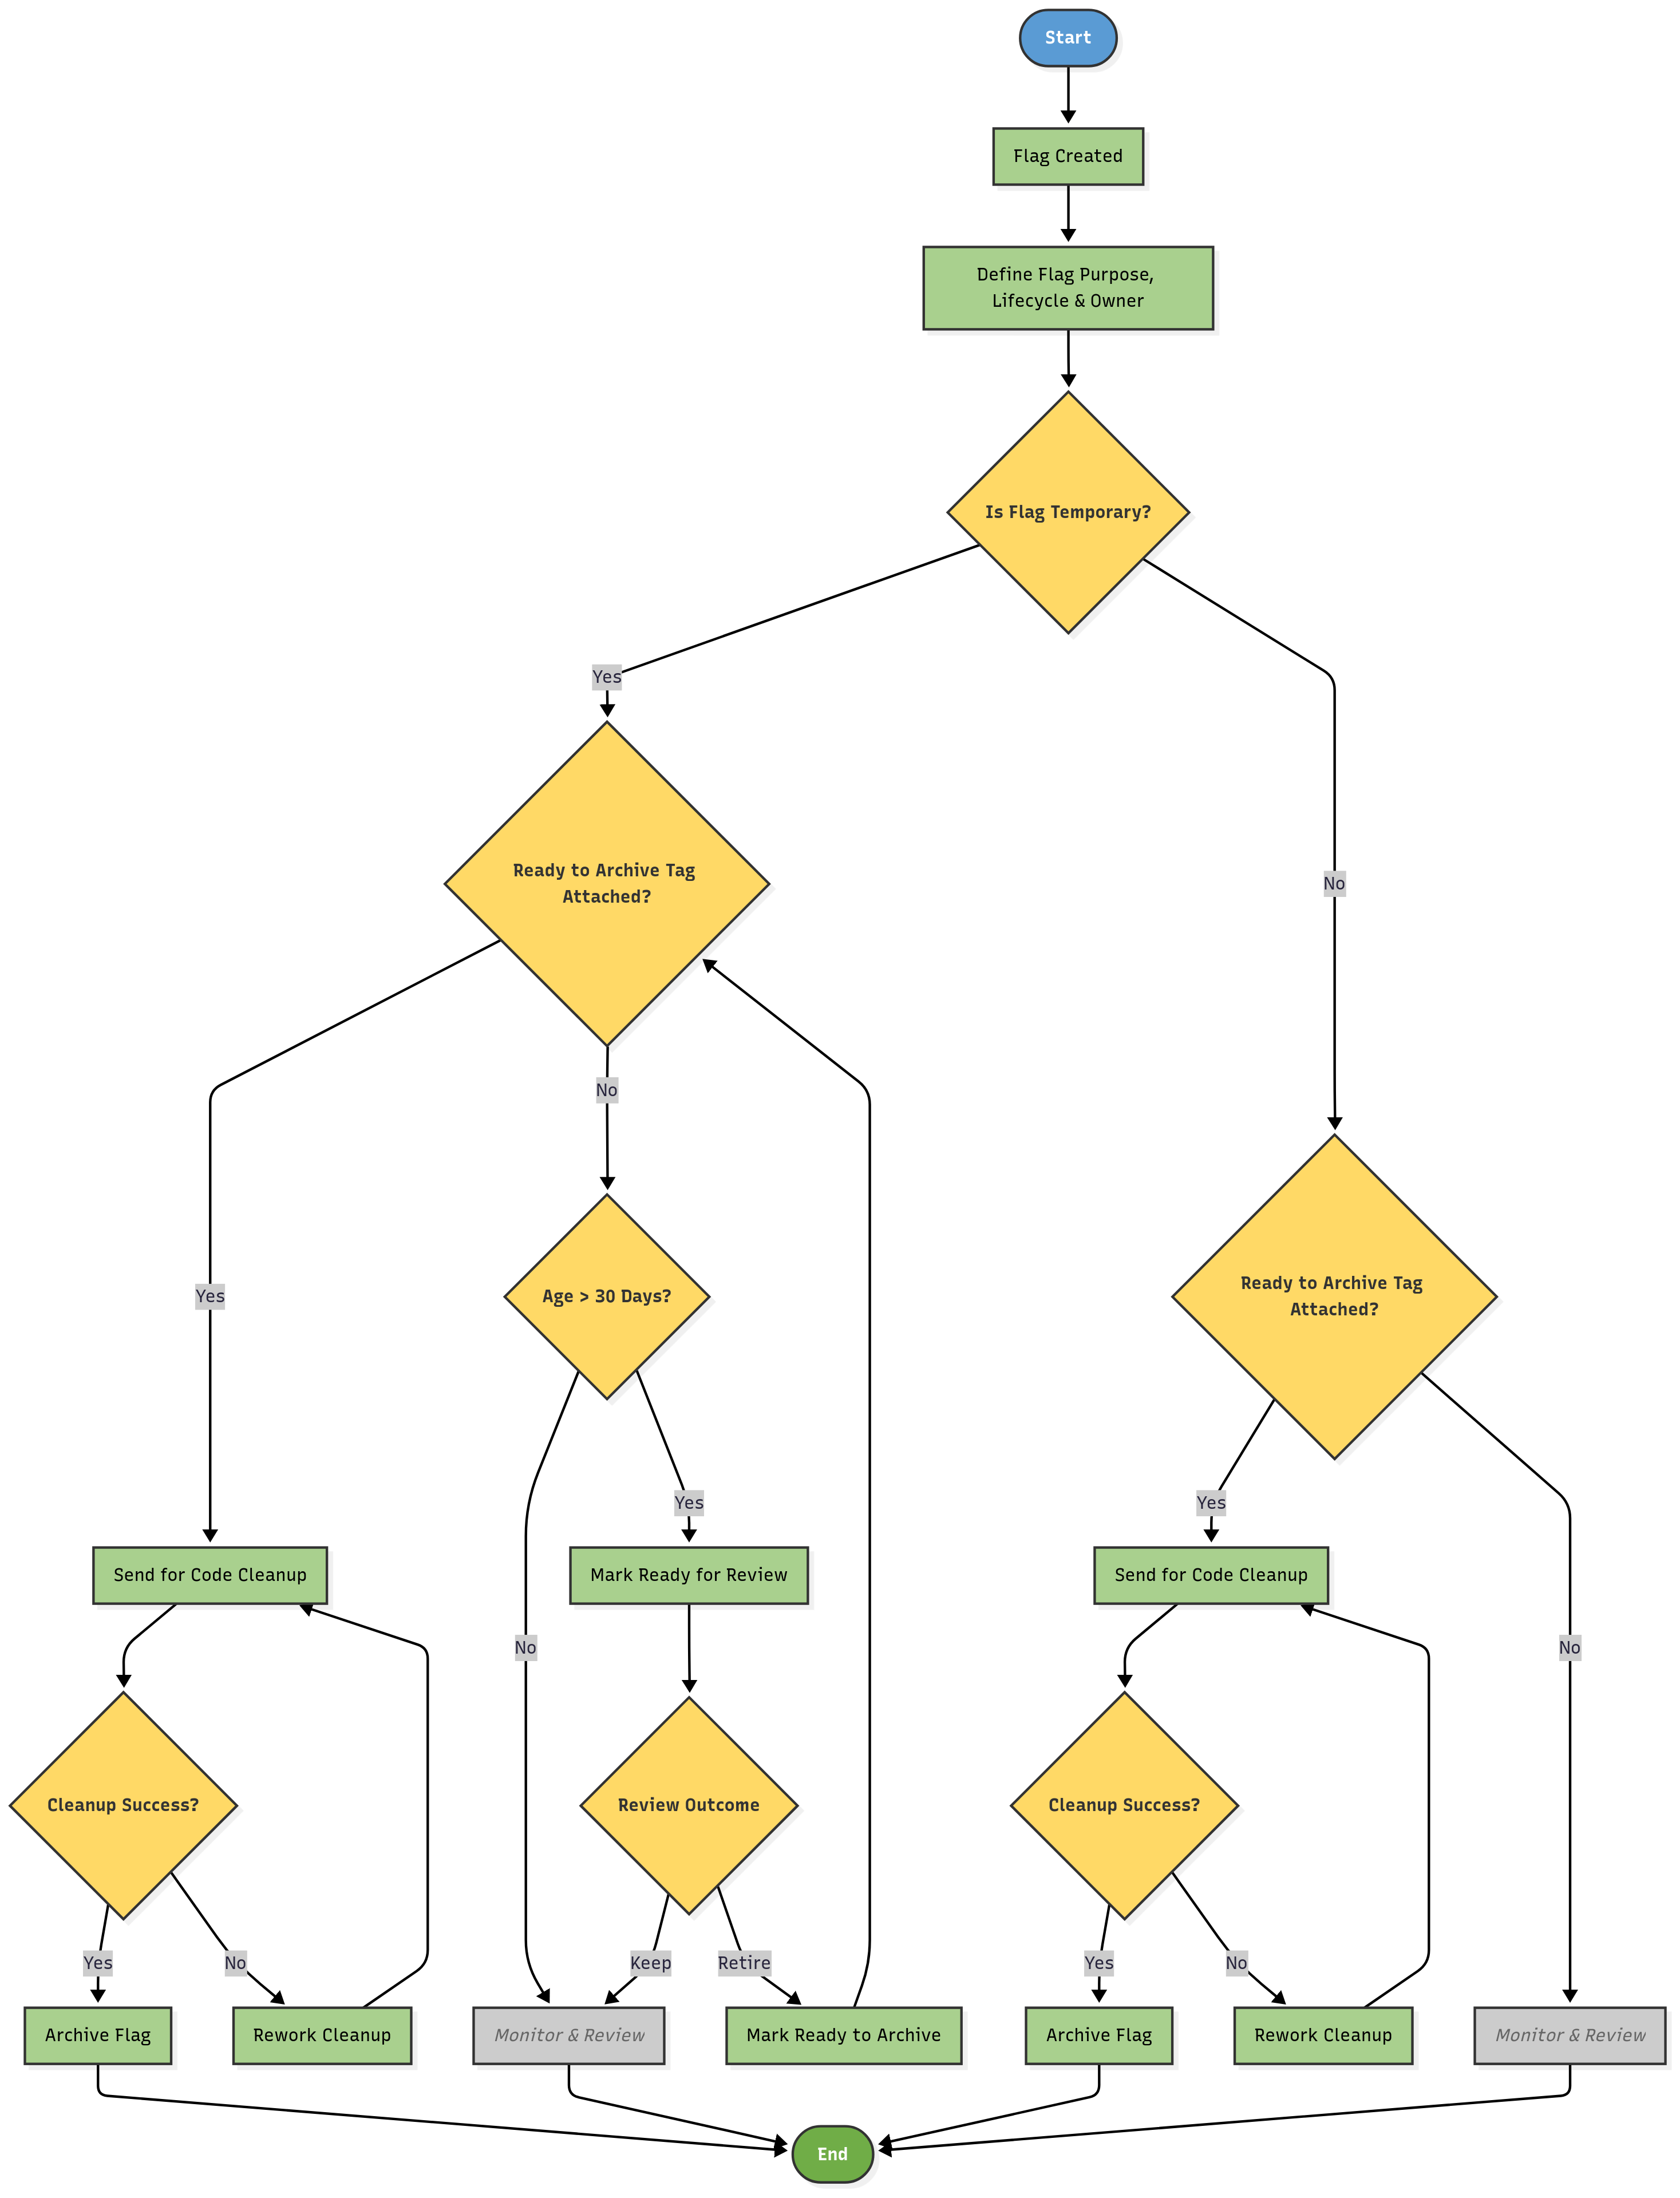 Start
Flag Created
Define Flag Purpose,
Lifecycle & Owner
Is Flag Temporary?
Yes
Ready to Archive Tag
Attached?
No
No
Yes
Age > 30 Days?
Ready to Archive Tag
Attached?
Yes
Yes
Send for Code Cleanup
Mark Ready for Review
Send for Code Cleanup
No
No
Cleanup Success?
Review Outcome
Cleanup Success?
Yes
No
Keep
Retire
Yes
No
Archive Flag
Rework Cleanup
Monitor & Review
Mark Ready to Archive
Archive Flag
Rework Cleanup
Monitor & Review
End